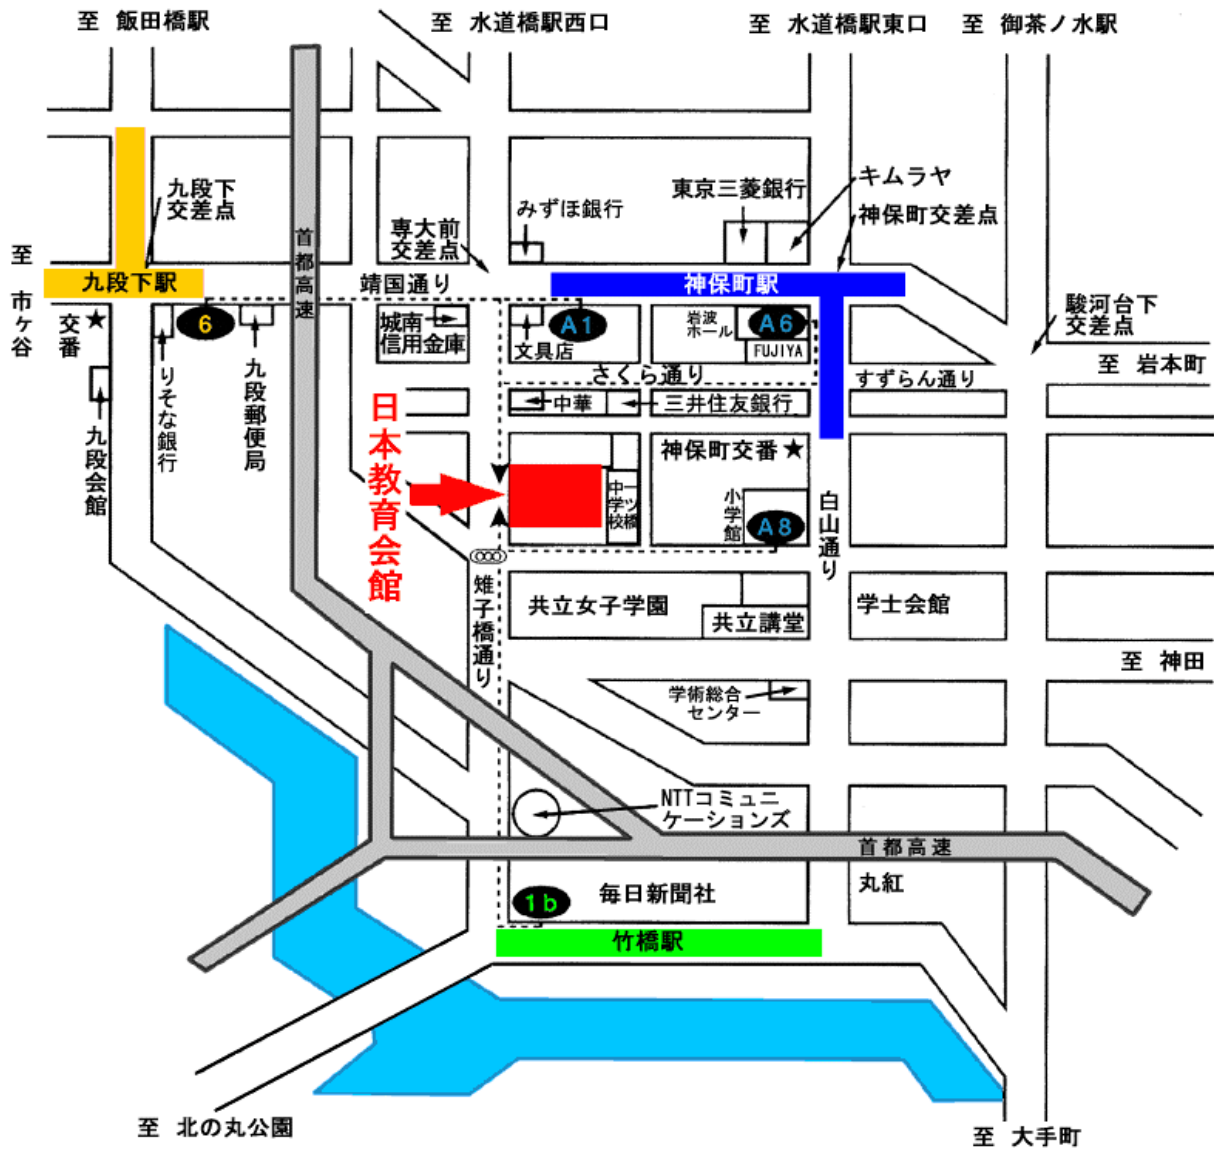 至 飯田橋駅
至 水道橋駅西口
至 水道橋駅東口
至 御茶ノ水駅
九段下
交差点
首都高速
専大前
交差点
みずほ銀行
東京三菱銀行
キムラヤ
神保町交差点
至 市ヶ谷
九段下駅
靖国通り
神保町駅
交番★
6
城南
信用金庫
A1
文具店
岩波
ホール
A6
FUJIYA
駿河台下
交差点
至 岩本町
りそな銀行
九段郵便局
さくら通り
すずらん通り
九段会館
中華
三井住友銀行
日本教育会館
神保町交番★
一ツ橋
中学校
小学館
A8
白山通り
雉子橋通り
共立女子学園
共立講堂
学士会館
至 神田
学術総合
センター
NTTコミュニ
ケーションズ
首都高速
丸紅
1b
毎日新聞社
竹橋駅
至 北の丸公園
至 大手町